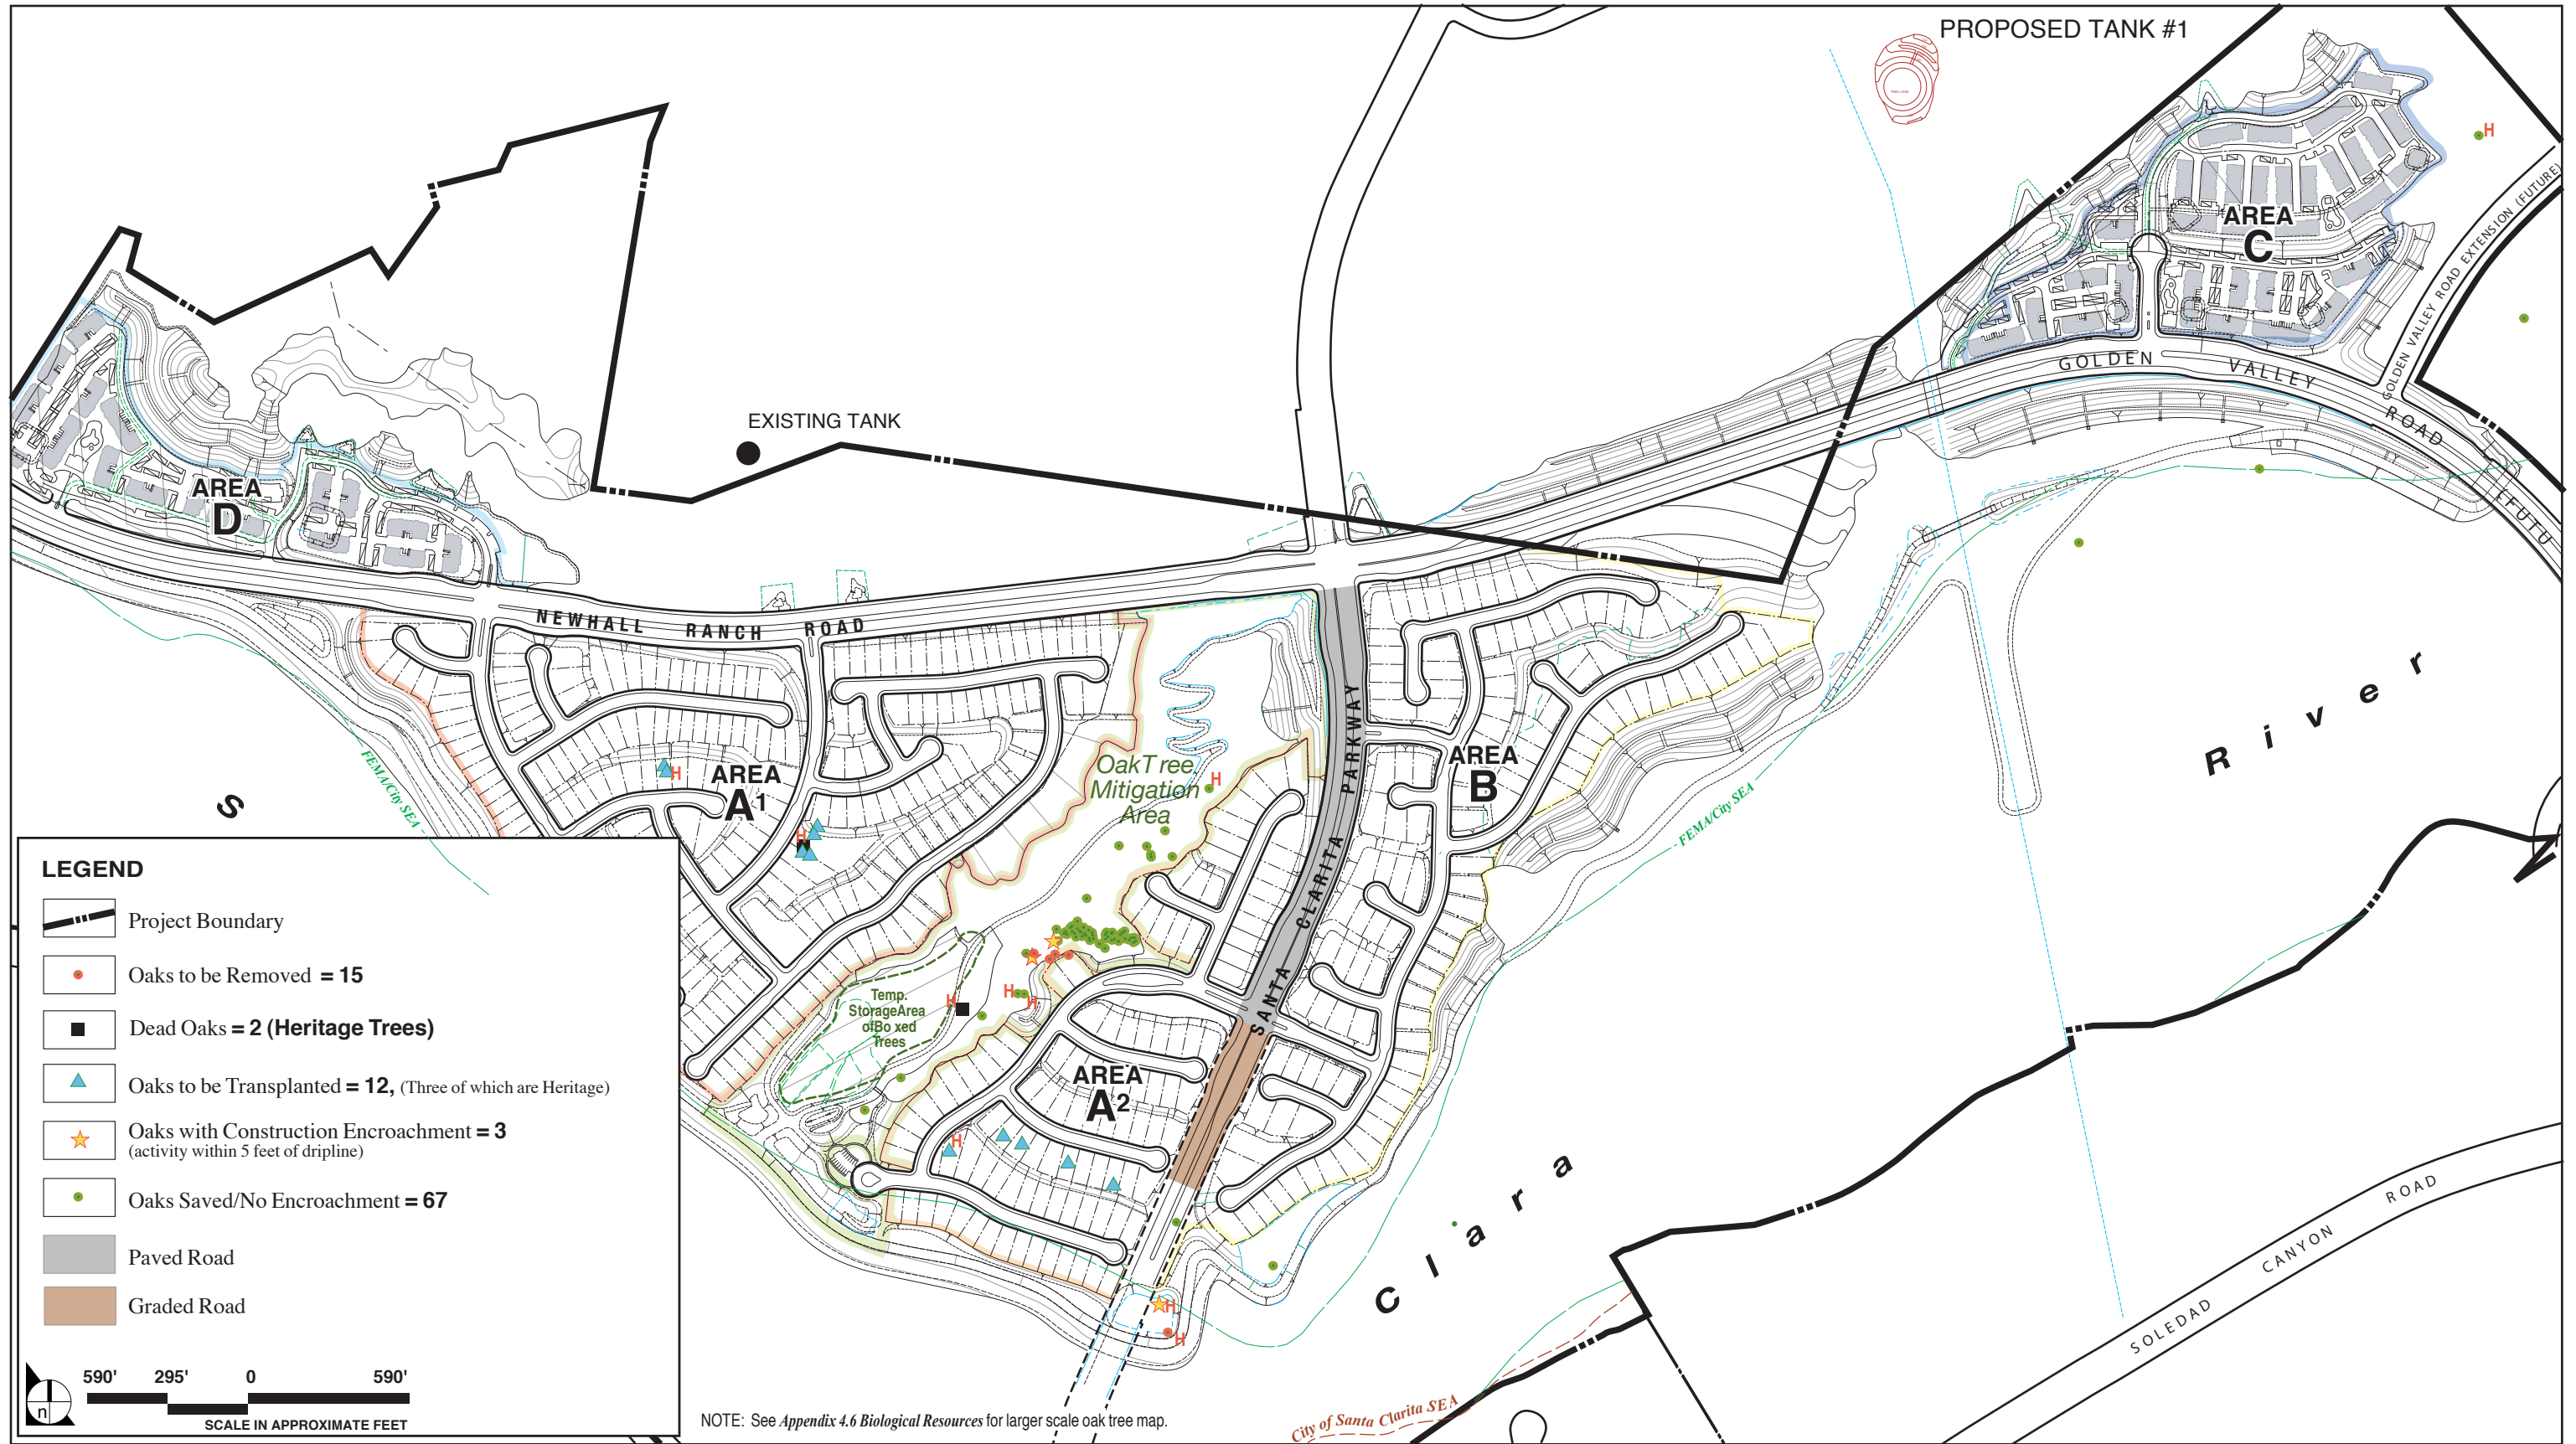 PROPOSED TANK #1
H
AREA
C
GOLDEN VALLEY ROAD EXTENSION (FUTURE)
GOLDEN VALLEY ROAD (FUTU
EXISTING TANK
AREA
D
NEWHALL RANCH ROAD
SANTA CLARITA PARKWAY
AREA
B
AREA
A1
H
H
OakTree
Mitigation
Area
H
FEMA/City SEA
FEMA/City SEA
S
Clara
River
Temp.
StorageArea
ofBo xed
Trees
H
H
H
AREA
A2
H
H
H
SOLEDAD CANYON ROAD
City of Santa Clarita SEA
LEGEND
Project Boundary
Oaks to be Removed = 15
Dead Oaks = 2 (Heritage Trees)
Oaks to be Transplanted = 12, (Three of which are Heritage)
Oaks with Construction Encroachment = 3
(activity within 5 feet of dripline)
Oaks Saved/No Encroachment = 67
Paved Road
Graded Road
n
590' 295' 0 590'
SCALE IN APPROXIMATE FEET
NOTE: See Appendix 4.6 Biological Resources for larger scale oak tree map.